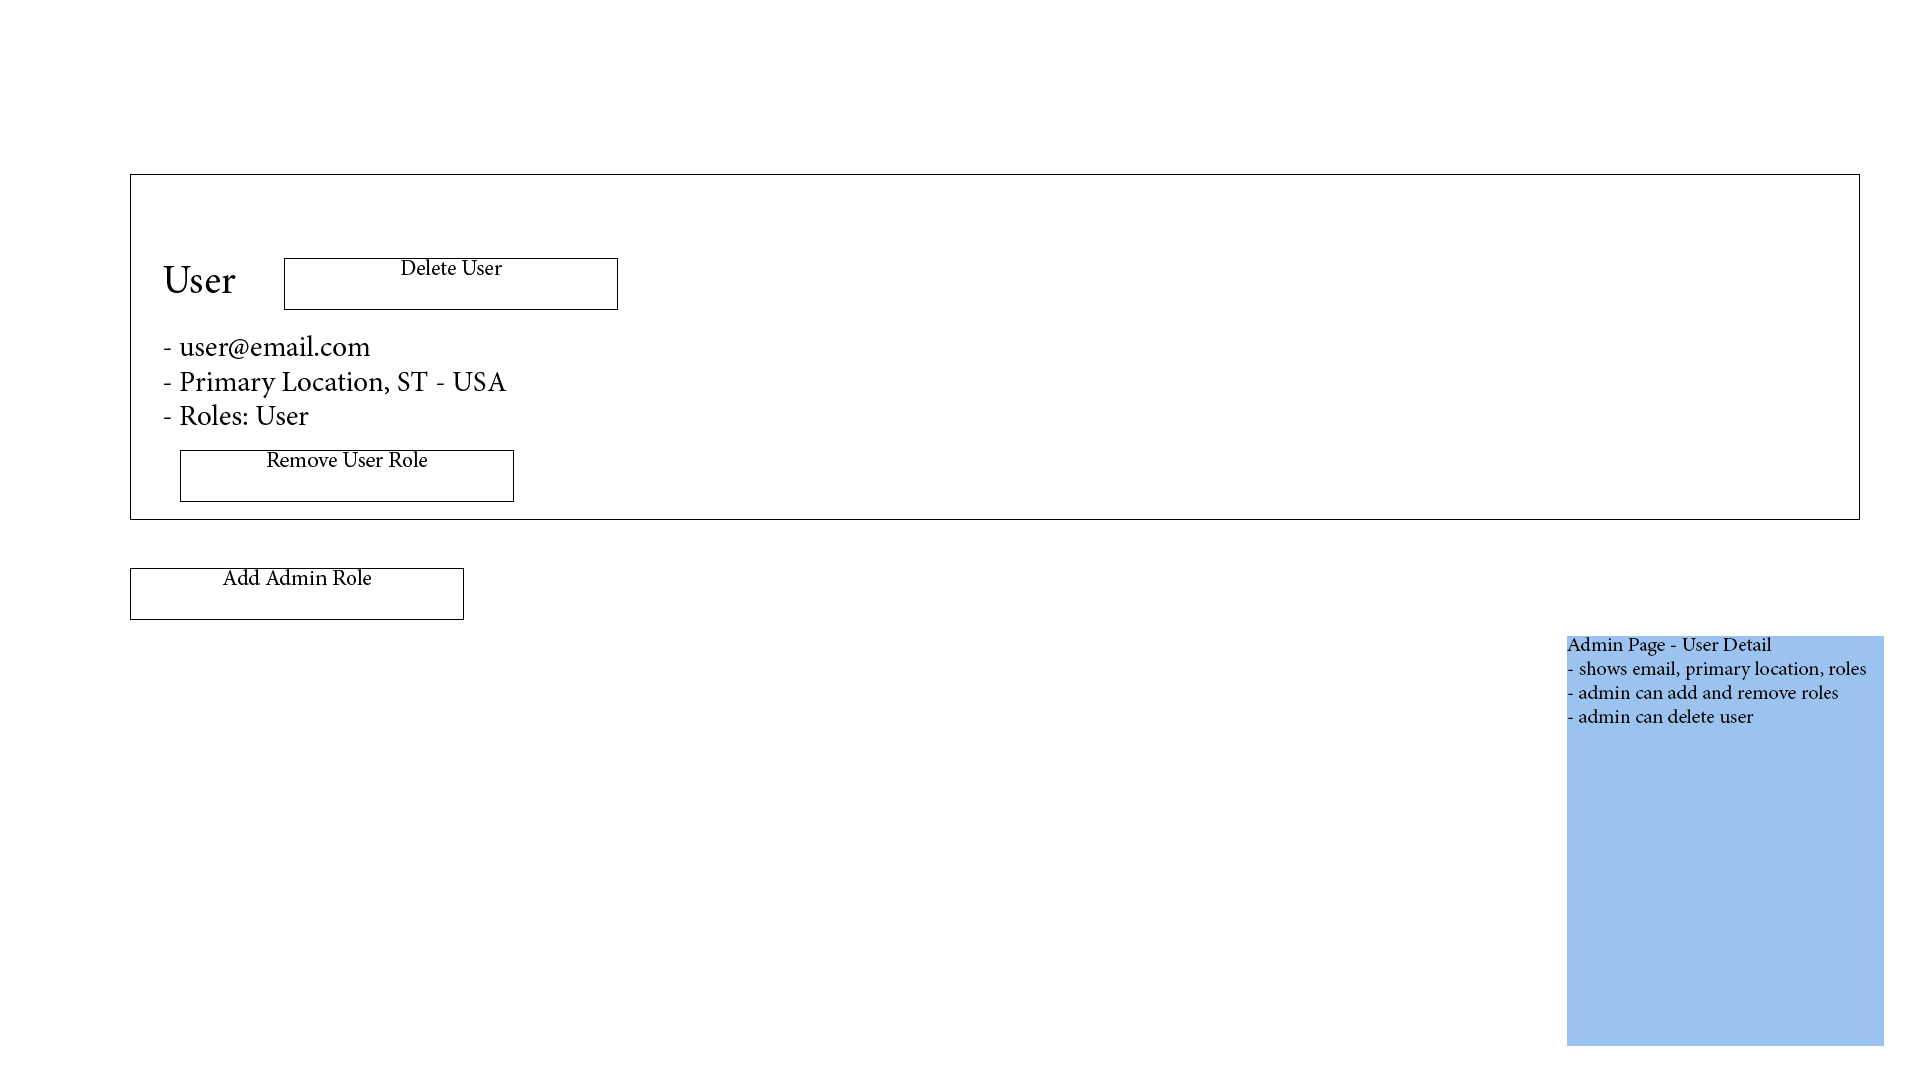 User
Delete User
- user@email.com
- Primary Location, ST - USA
- Roles: User
Remove User Role
Add Admin Role
Admin Page - User Detail
- shows email, primary location, roles
- admin can add and remove roles
- admin can delete user